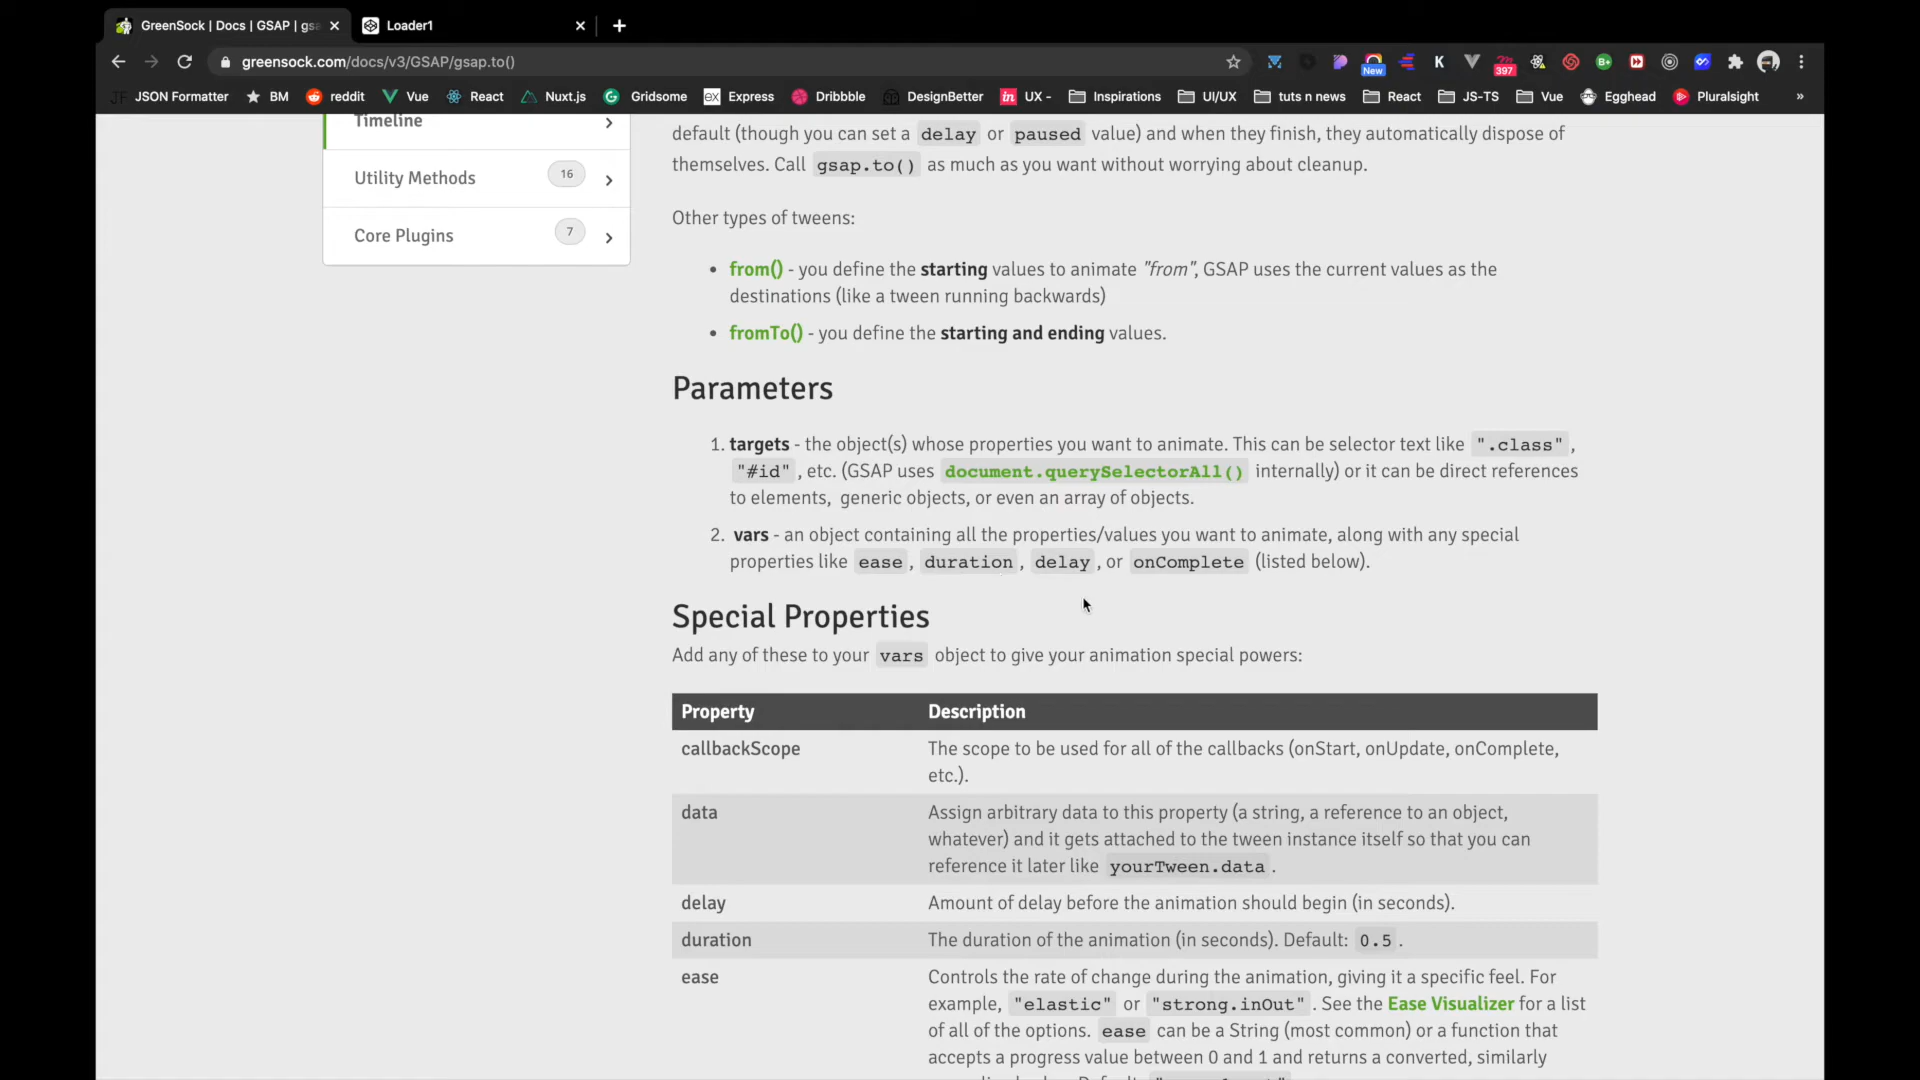 GreenSock | Docs | GSAP | gsa
Loader1
greensock.com/docs/v3/GSAP/gsap.to()
New
K
397
JF JSON Formatter
BM
reddit
Vue
React
Nuxt.js
Gridsome
ex Express
Dribbble
DesignBetter
in UX -
Inspirations
UI/UX
tuts n news
React
JS-TS
Vue
Egghead
Pluralsight
»
Timeline
Utility Methods 16
Core Plugins 7
default (though you can set a delay or paused value) and when they finish, they automatically dispose of
themselves. Call gsap.to() as much as you want without worrying about cleanup.
Other types of tweens:
• from() - you define the starting values to animate "from", GSAP uses the current values as the
destinations (like a tween running backwards)
• fromTo() - you define the starting and ending values.
Parameters
1. targets - the object(s) whose properties you want to animate. This can be selector text like ".class" ,
"#id" , etc. (GSAP uses document.querySelectorAll() internally) or it can be direct references
to elements, generic objects, or even an array of objects.
2. vars - an object containing all the properties/values you want to animate, along with any special
properties like ease , duration , delay , or onComplete (listed below).
Special Properties
Add any of these to your vars object to give your animation special powers:
Property Description
callbackScope The scope to be used for all of the callbacks (onStart, onUpdate, onComplete,
etc.).
data Assign arbitrary data to this property (a string, a reference to an object,
whatever) and it gets attached to the tween instance itself so that you can
reference it later like yourTween.data .
delay Amount of delay before the animation should begin (in seconds).
duration The duration of the animation (in seconds). Default: 0.5 .
ease Controls the rate of change during the animation, giving it a specific feel. For
example, "elastic" or "strong.inOut" . See the Ease Visualizer for a list
of all of the options. ease can be a String (most common) or a function that
accepts a progress value between 0 and 1 and returns a converted, similarly